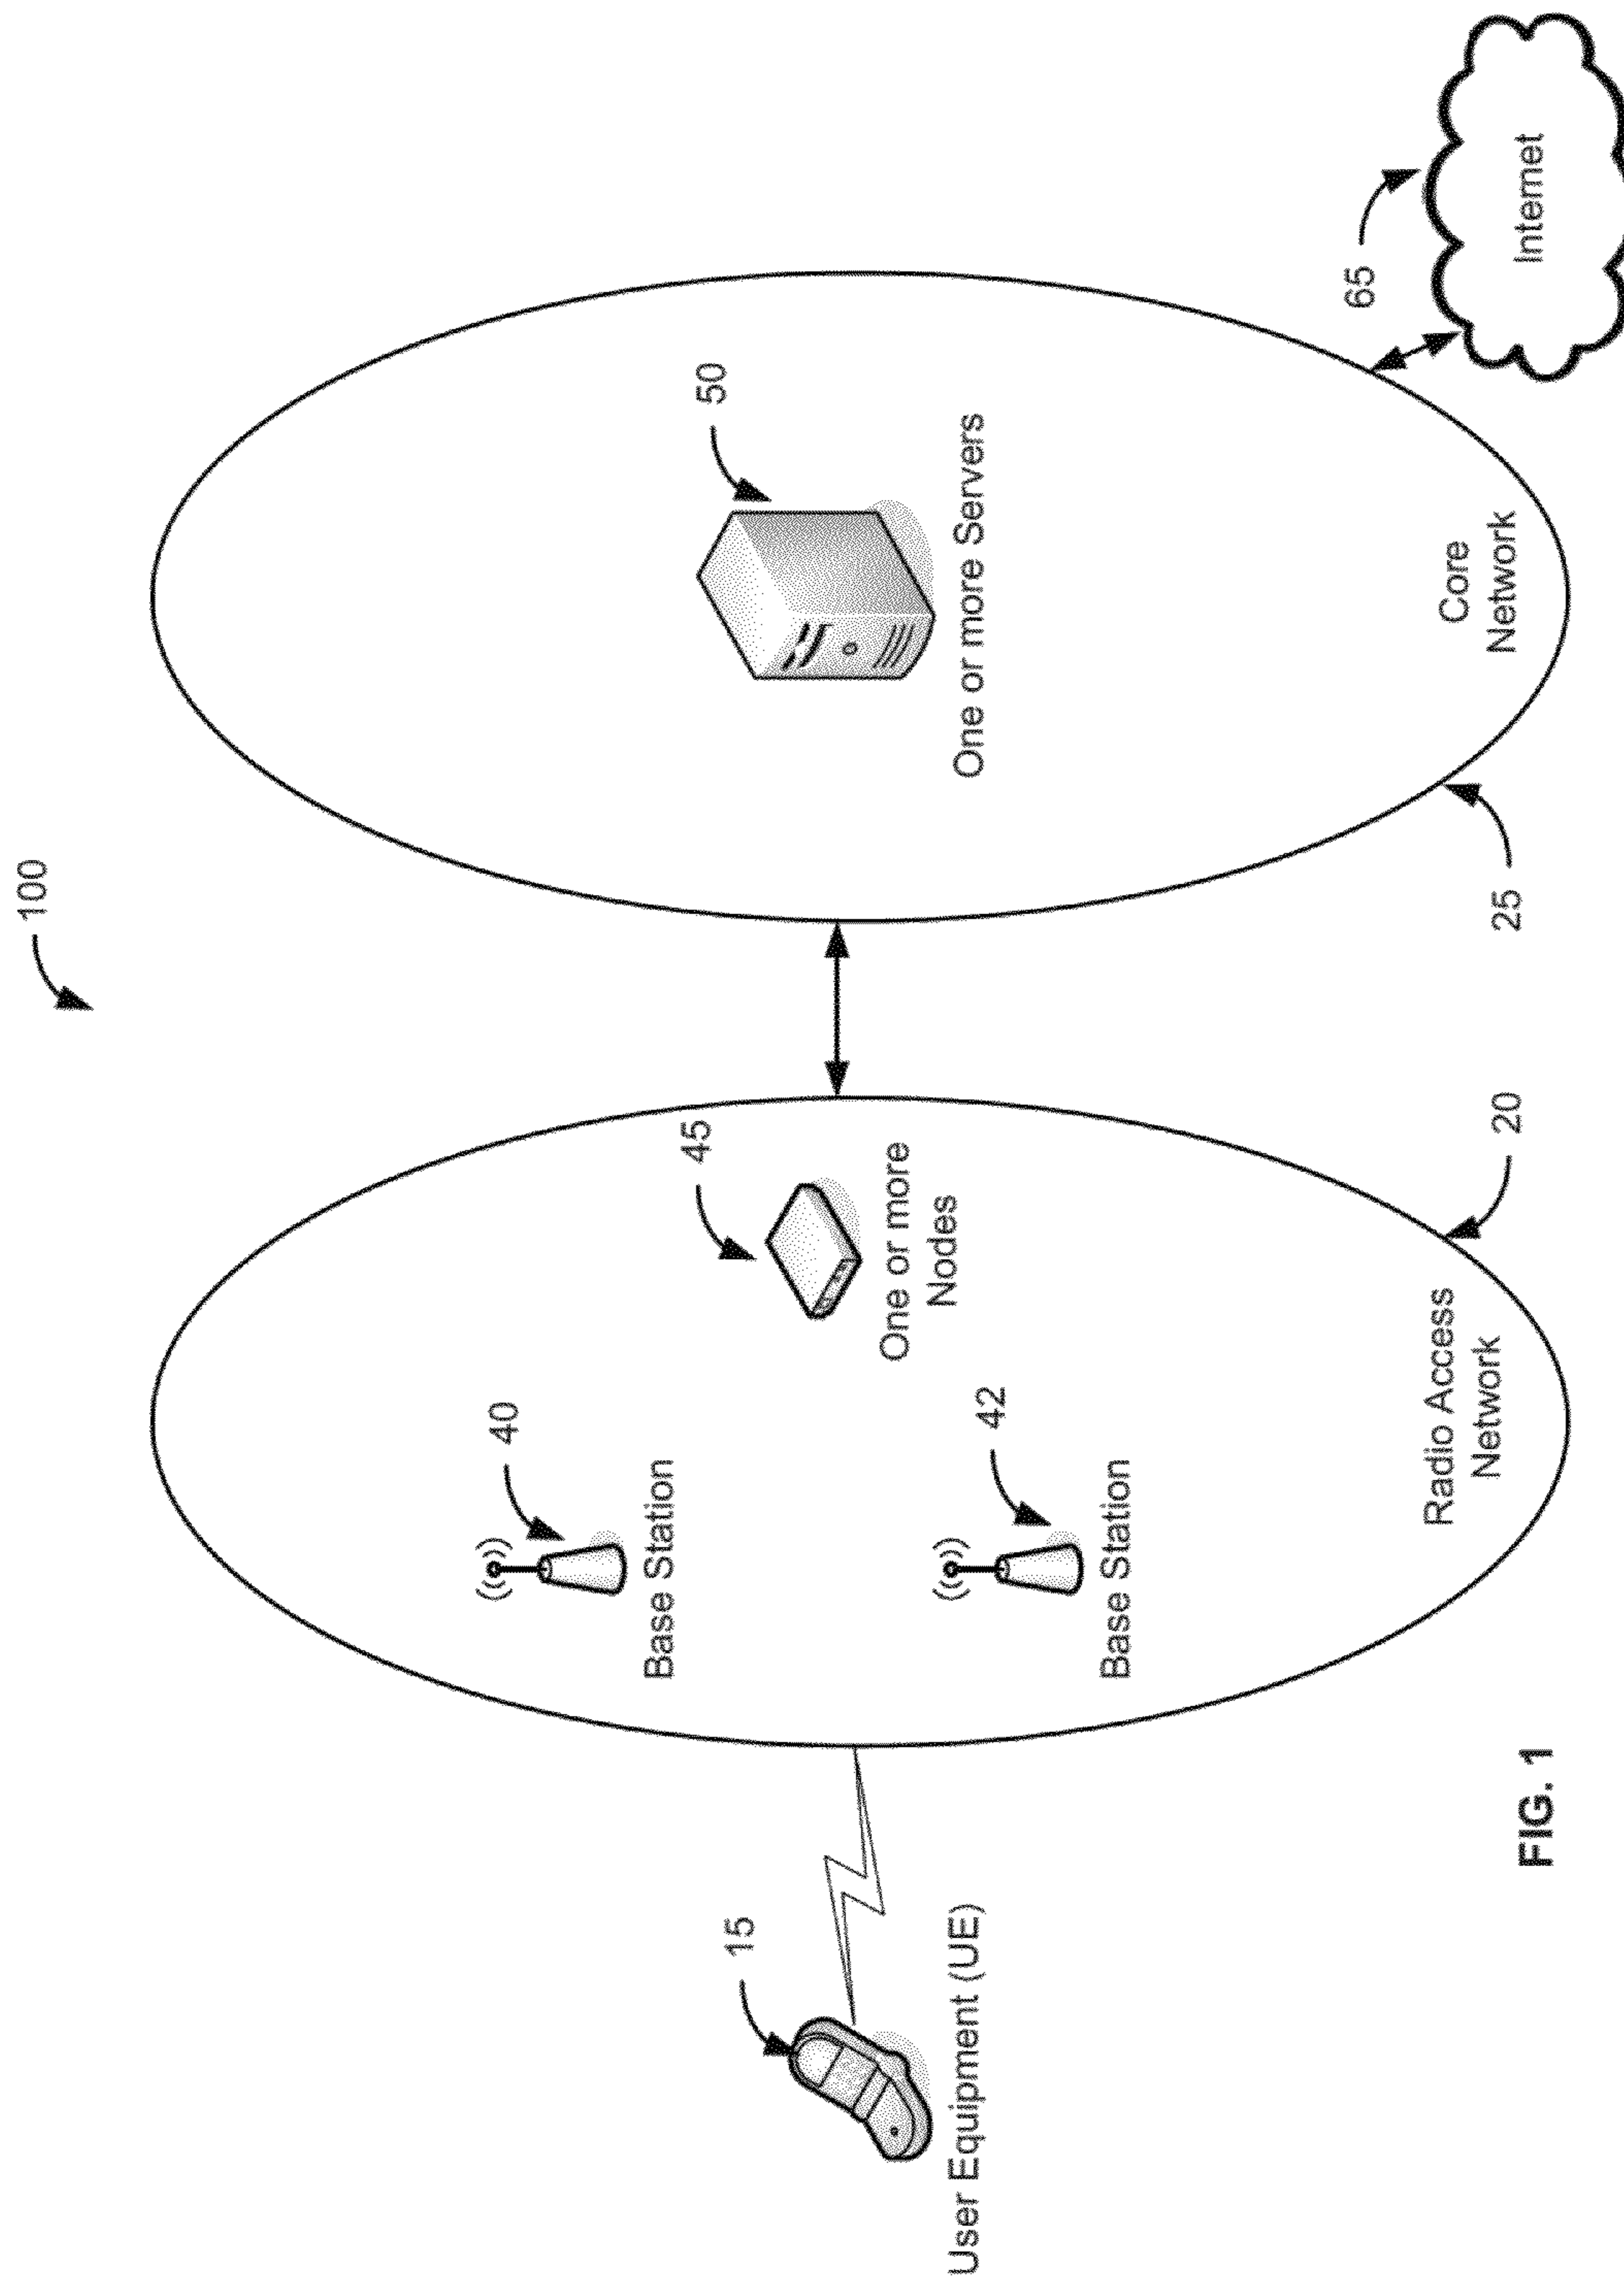 100
15
User Equipment (UE)
40
Base Station
42
Base Station
45
One or more
Nodes
Radio Access
Network
20
50
One or more Servers
Core
Network
25
65
Internet
FIG. 1